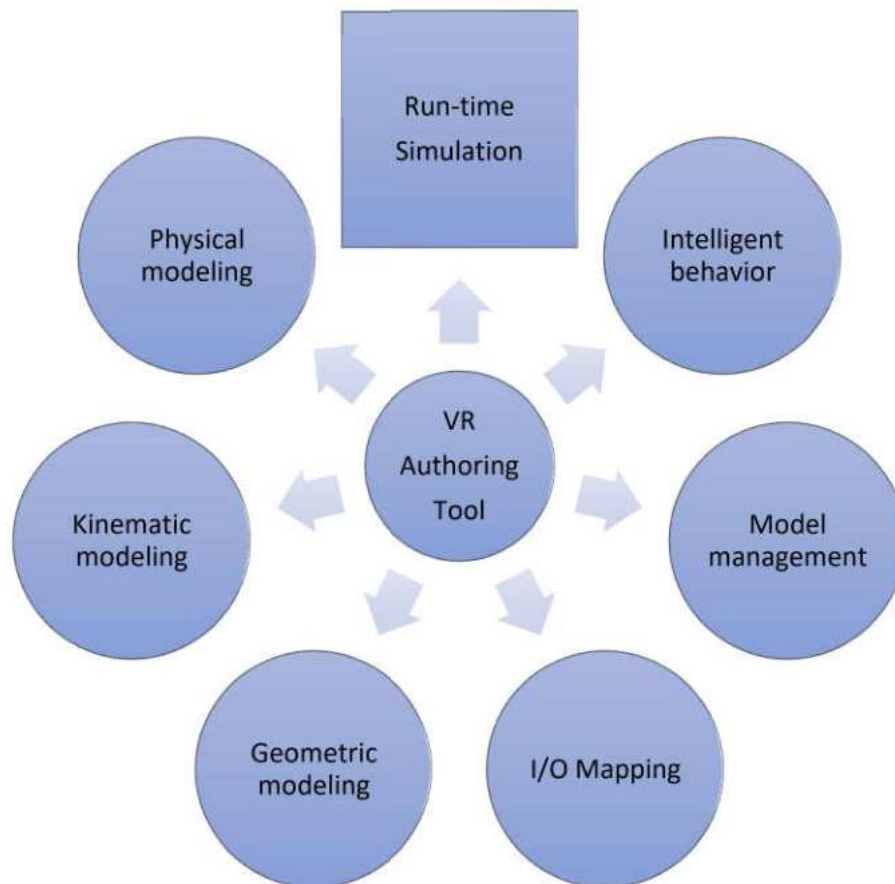 Run-time
Simulation
Physical
modeling
Intelligent
behavior
VR
Authoring
Tool
Kinematic
modeling
Model
management
Geometric
modeling
I/O Mapping